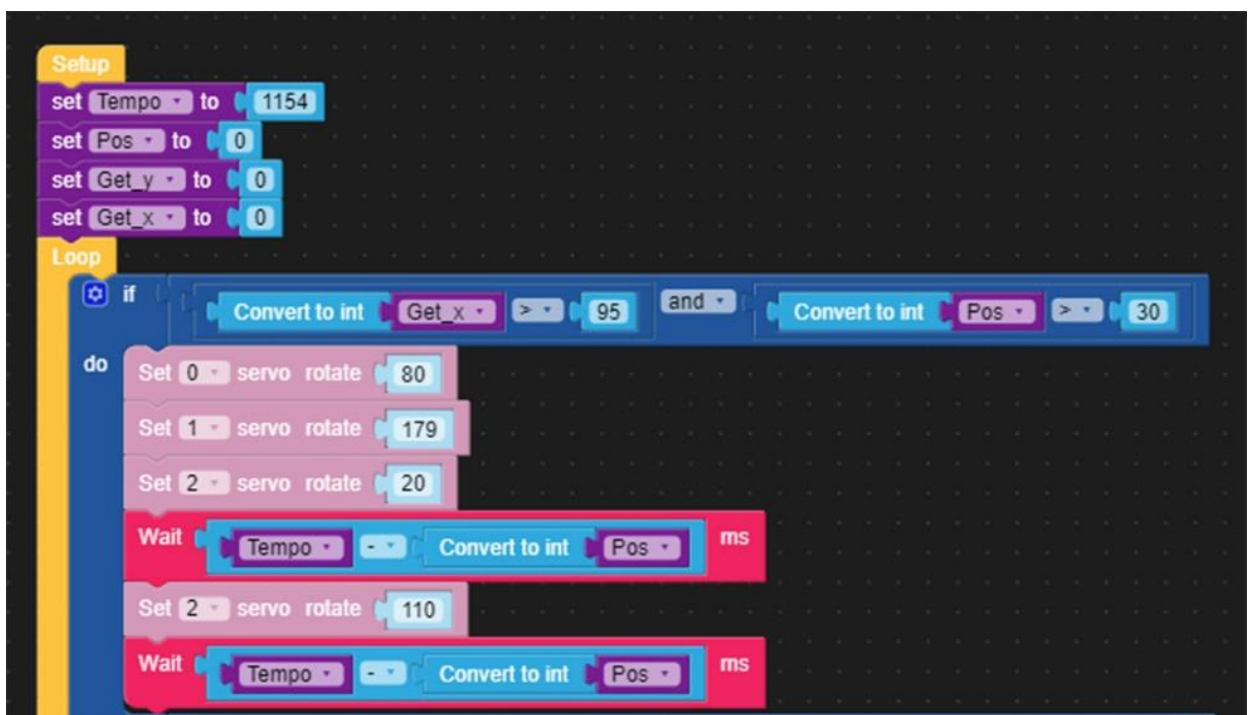 Setup
set Tempo to 1154
set Pos to 0
set Get_y to 0
set Get_x to 0
Loop
if Convert to int Get_x > 95 and Convert to int Pos > 30
do Set 0 servo rotate 80
Set 1 servo rotate 179
Set 2 servo rotate 20
Wait Tempo - Convert to int Pos ms
Set 2 servo rotate 110
Wait Tempo - Convert to int Pos ms